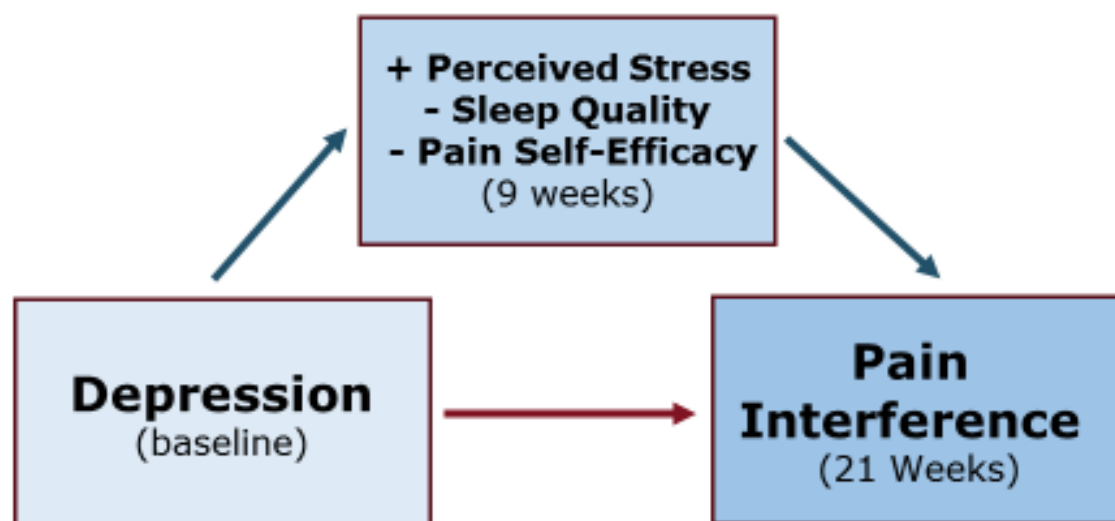 + Perceived Stress
- Sleep Quality
- Pain Self-Efficacy
(9 weeks)
Depression
(baseline)
Pain
Interference
(21 Weeks)